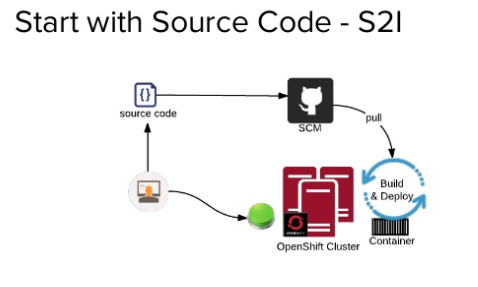 Start with Source Code - S2I
{}
source code
SCM
pull
Build
& Deploy
OpenShift Cluster
Container